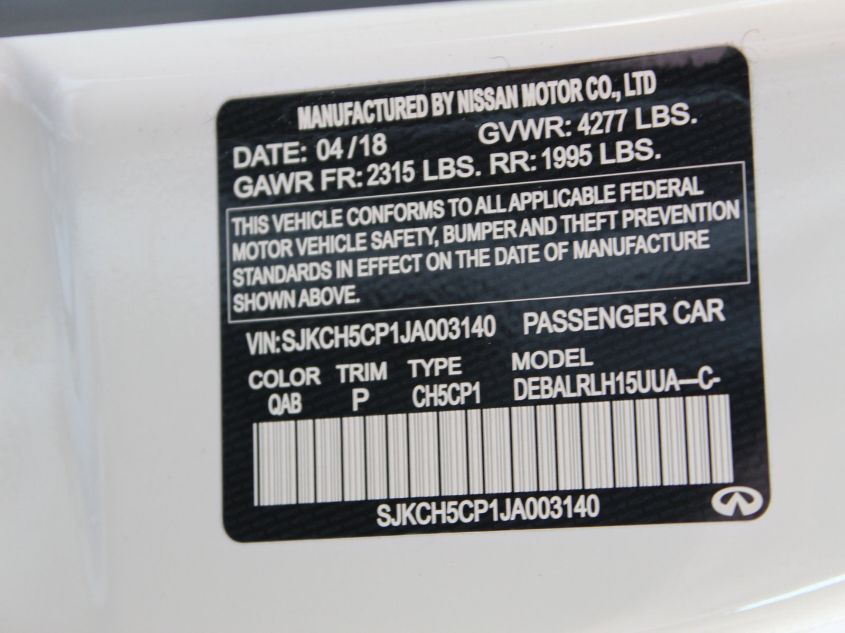 MANUFACTURED BY NISSAN MOTOR CO., LTD
DATE: 04/18 GVWR: 4277 LBS.
GAWR FR: 2315 LBS. RR: 1995 LBS.
THIS VEHICLE CONFORMS TO ALL APPLICABLE FEDERAL
MOTOR VEHICLE SAFETY, BUMPER AND THEFT PREVENTION
STANDARDS IN EFFECT ON THE DATE OF MANUFACTURE
SHOWN ABOVE.
VIN: SJKCH5CP1JA003140 PASSENGER CAR
COLOR TRIM TYPE MODEL
QAB P CH5CP1 DEBALRLH15UUA—C-
SJKCH5CP1JA003140